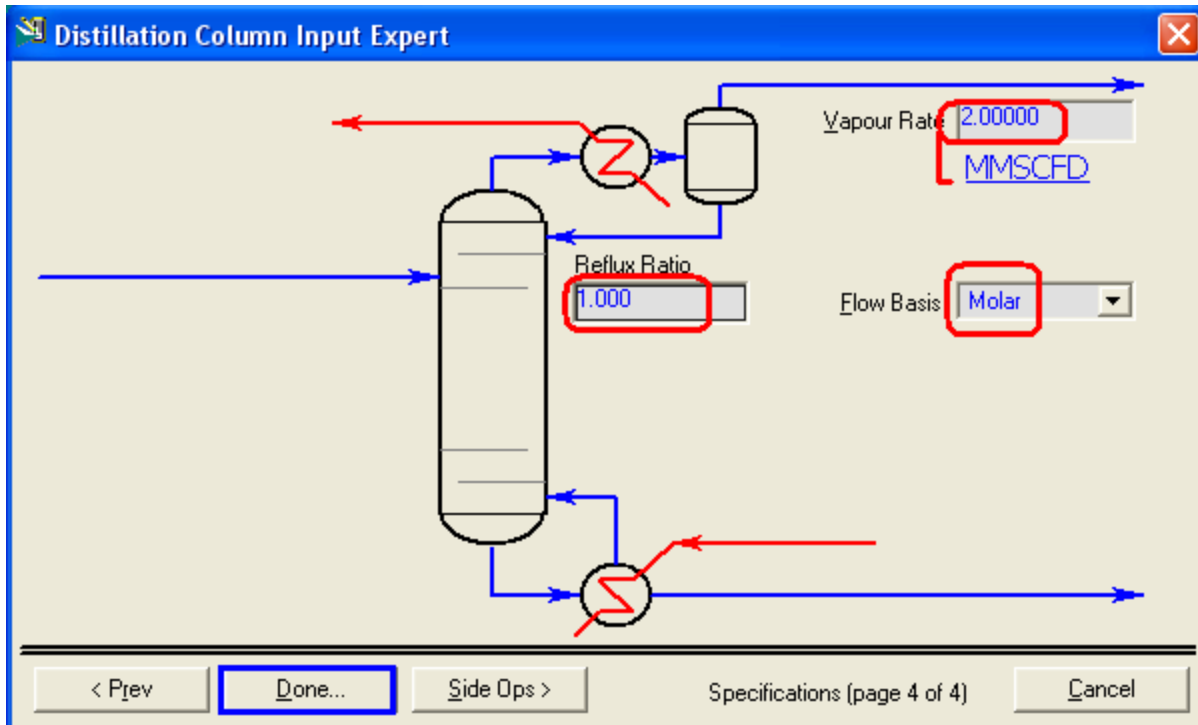 Distillation Column Input Expert
Vapour Rate 2.00000
MMSCFD
Reflux Ratio
1.000
Flow Basis Molar
< Prev Done... Side Ops > Specifications (page 4 of 4) Cancel